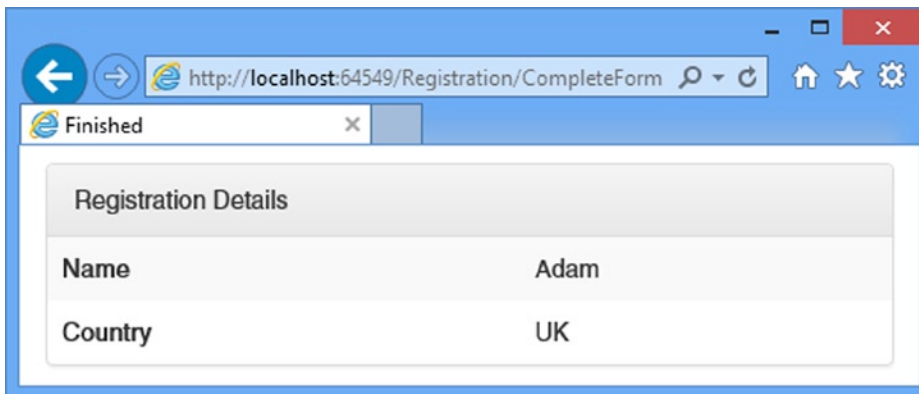 http://localhost:64549/Registration/CompleteForm
Finished
Registration Details
Name Adam
Country UK